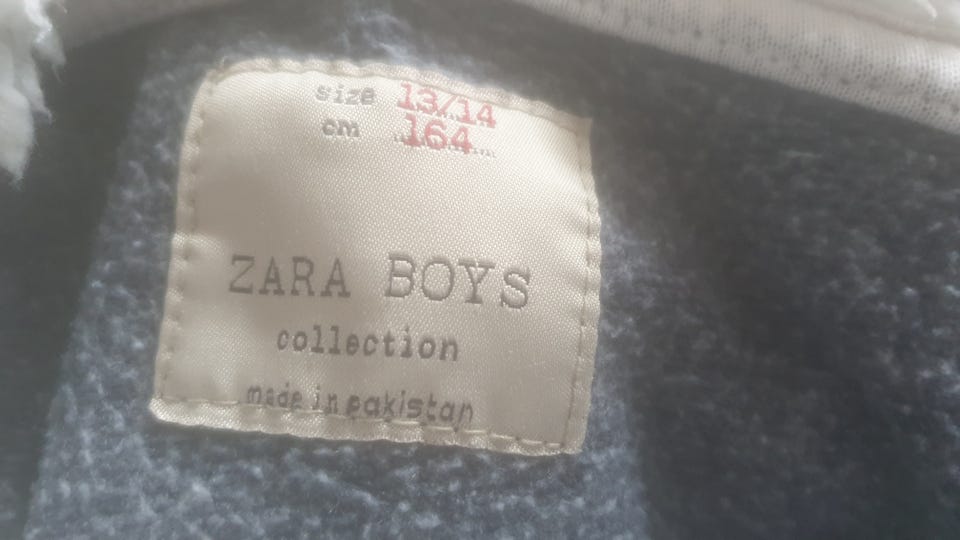 size 13/14
cm 164
ZARA BOYS
collection
made in pakistan